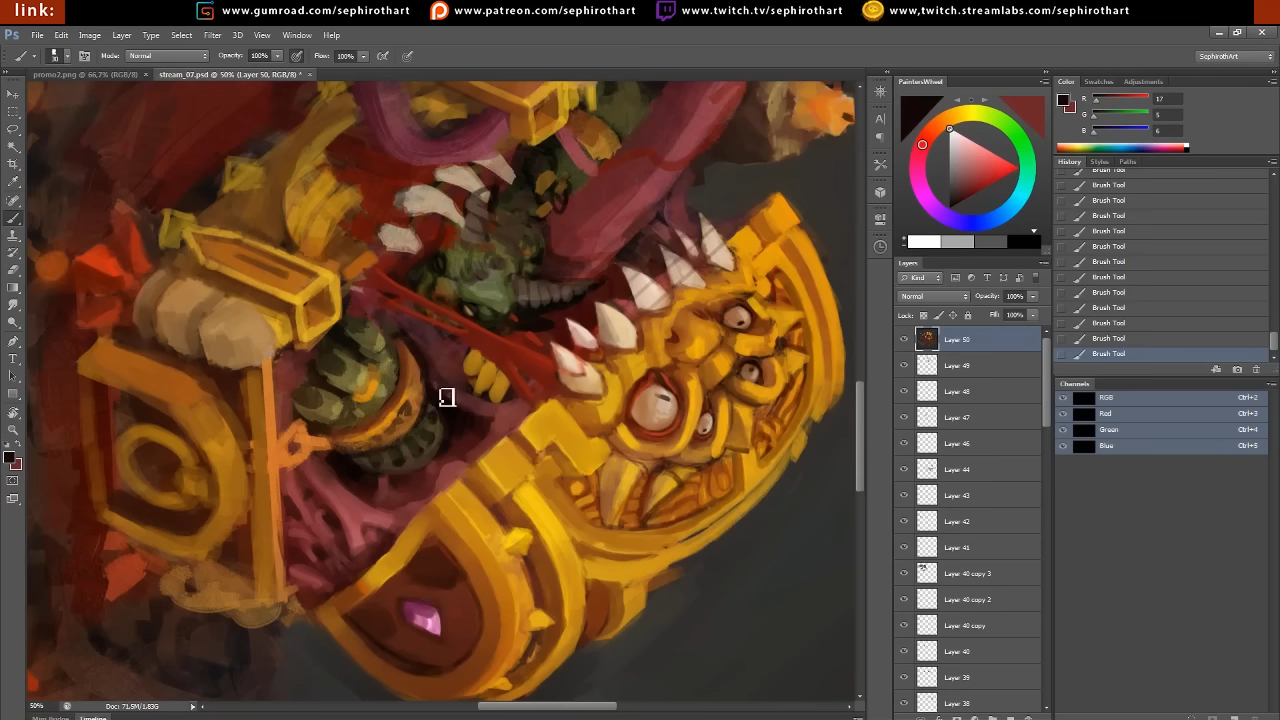 link: www.gumroad.com/sephirothart www.patreon.com/sephirothart www.twitch.tv/sephirothart www.twitch.streamlabs.com/sephirothart
Ps File Edit Image Layer Type Select Filter 3D View Window Help
30 Mode: Normal Opacity: 100% Flow: 100% SephirothArt
promo2.png @ 66,7% (RGB/8) × stream_07.psd @ 50% (Layer 50, RGB/8) * ×
PaintersWheel
Color Swatches Adjustments
R 17
G 5
B 6
History Styles Paths
Brush Tool
Brush Tool
Brush Tool
Brush Tool
Brush Tool
Brush Tool
Brush Tool
Brush Tool
Brush Tool
Brush Tool
Brush Tool
Brush Tool
Brush Tool
Layers
Kind
Normal Opacity: 100%
Lock: Fill: 100%
Layer 50
Layer 49
Layer 48
Layer 47
Layer 46
Layer 44
Layer 43
Layer 42
Layer 41
Layer 40 copy 3
Layer 40 copy 2
Layer 40 copy
Layer 40
Layer 39
Layer 38
Channels
RGB Ctrl+2
Red Ctrl+3
Green Ctrl+4
Blue Ctrl+5
50% Doc: 71.5M/1.83G
Mini Bridge Timeline